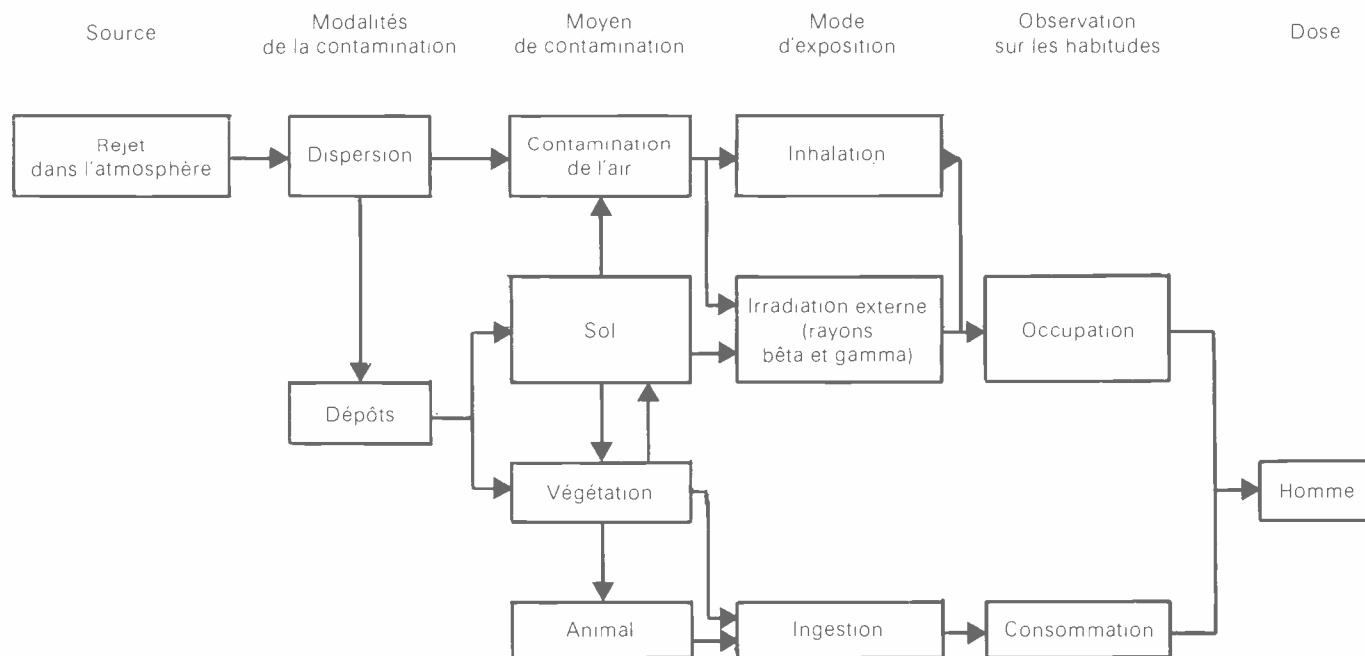 Source
Modalités
de la contamination
Moyen
de contamination
Mode
d'exposition
Observation
sur les habitudes
Dose
Rejet
dans l'atmosphère
Dispersion
Contamination
de l'air
Inhalation
Sol
Irradiation externe
(rayons
bêta et gamma)
Occupation
Dépôts
Végétation
Homme
Animal
Ingestion
Consommation